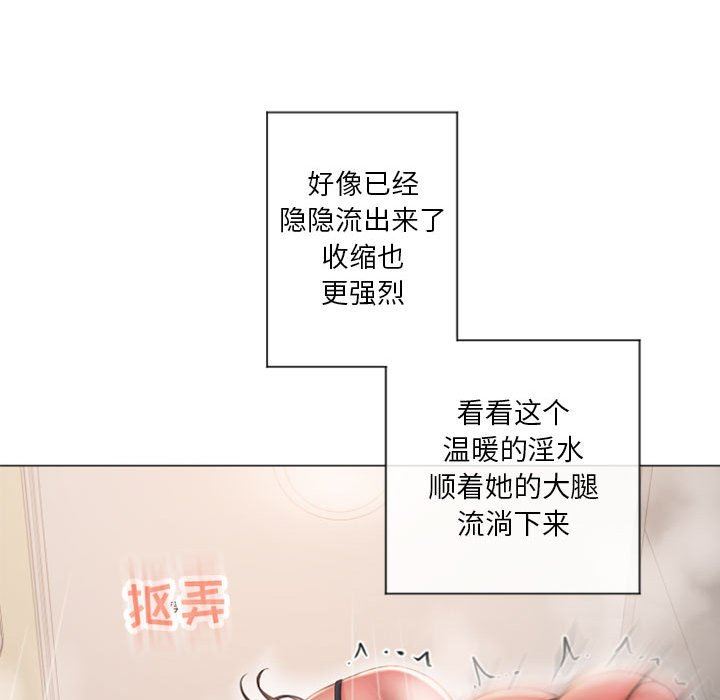 好像已经
隐隐流出来了
收缩也
更强烈
看看这个
温暖的淫水
顺着她的大腿
流淌下来
抠弄